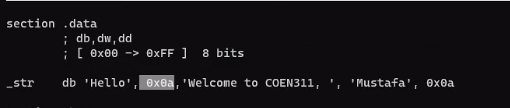 section .data
; db,dw,dd
; [ 0x00 -> 0xFF ] 8 bits
_str db 'Hello', 0x0a,'Welcome to COEN311, ', 'Mustafa', 0x0a